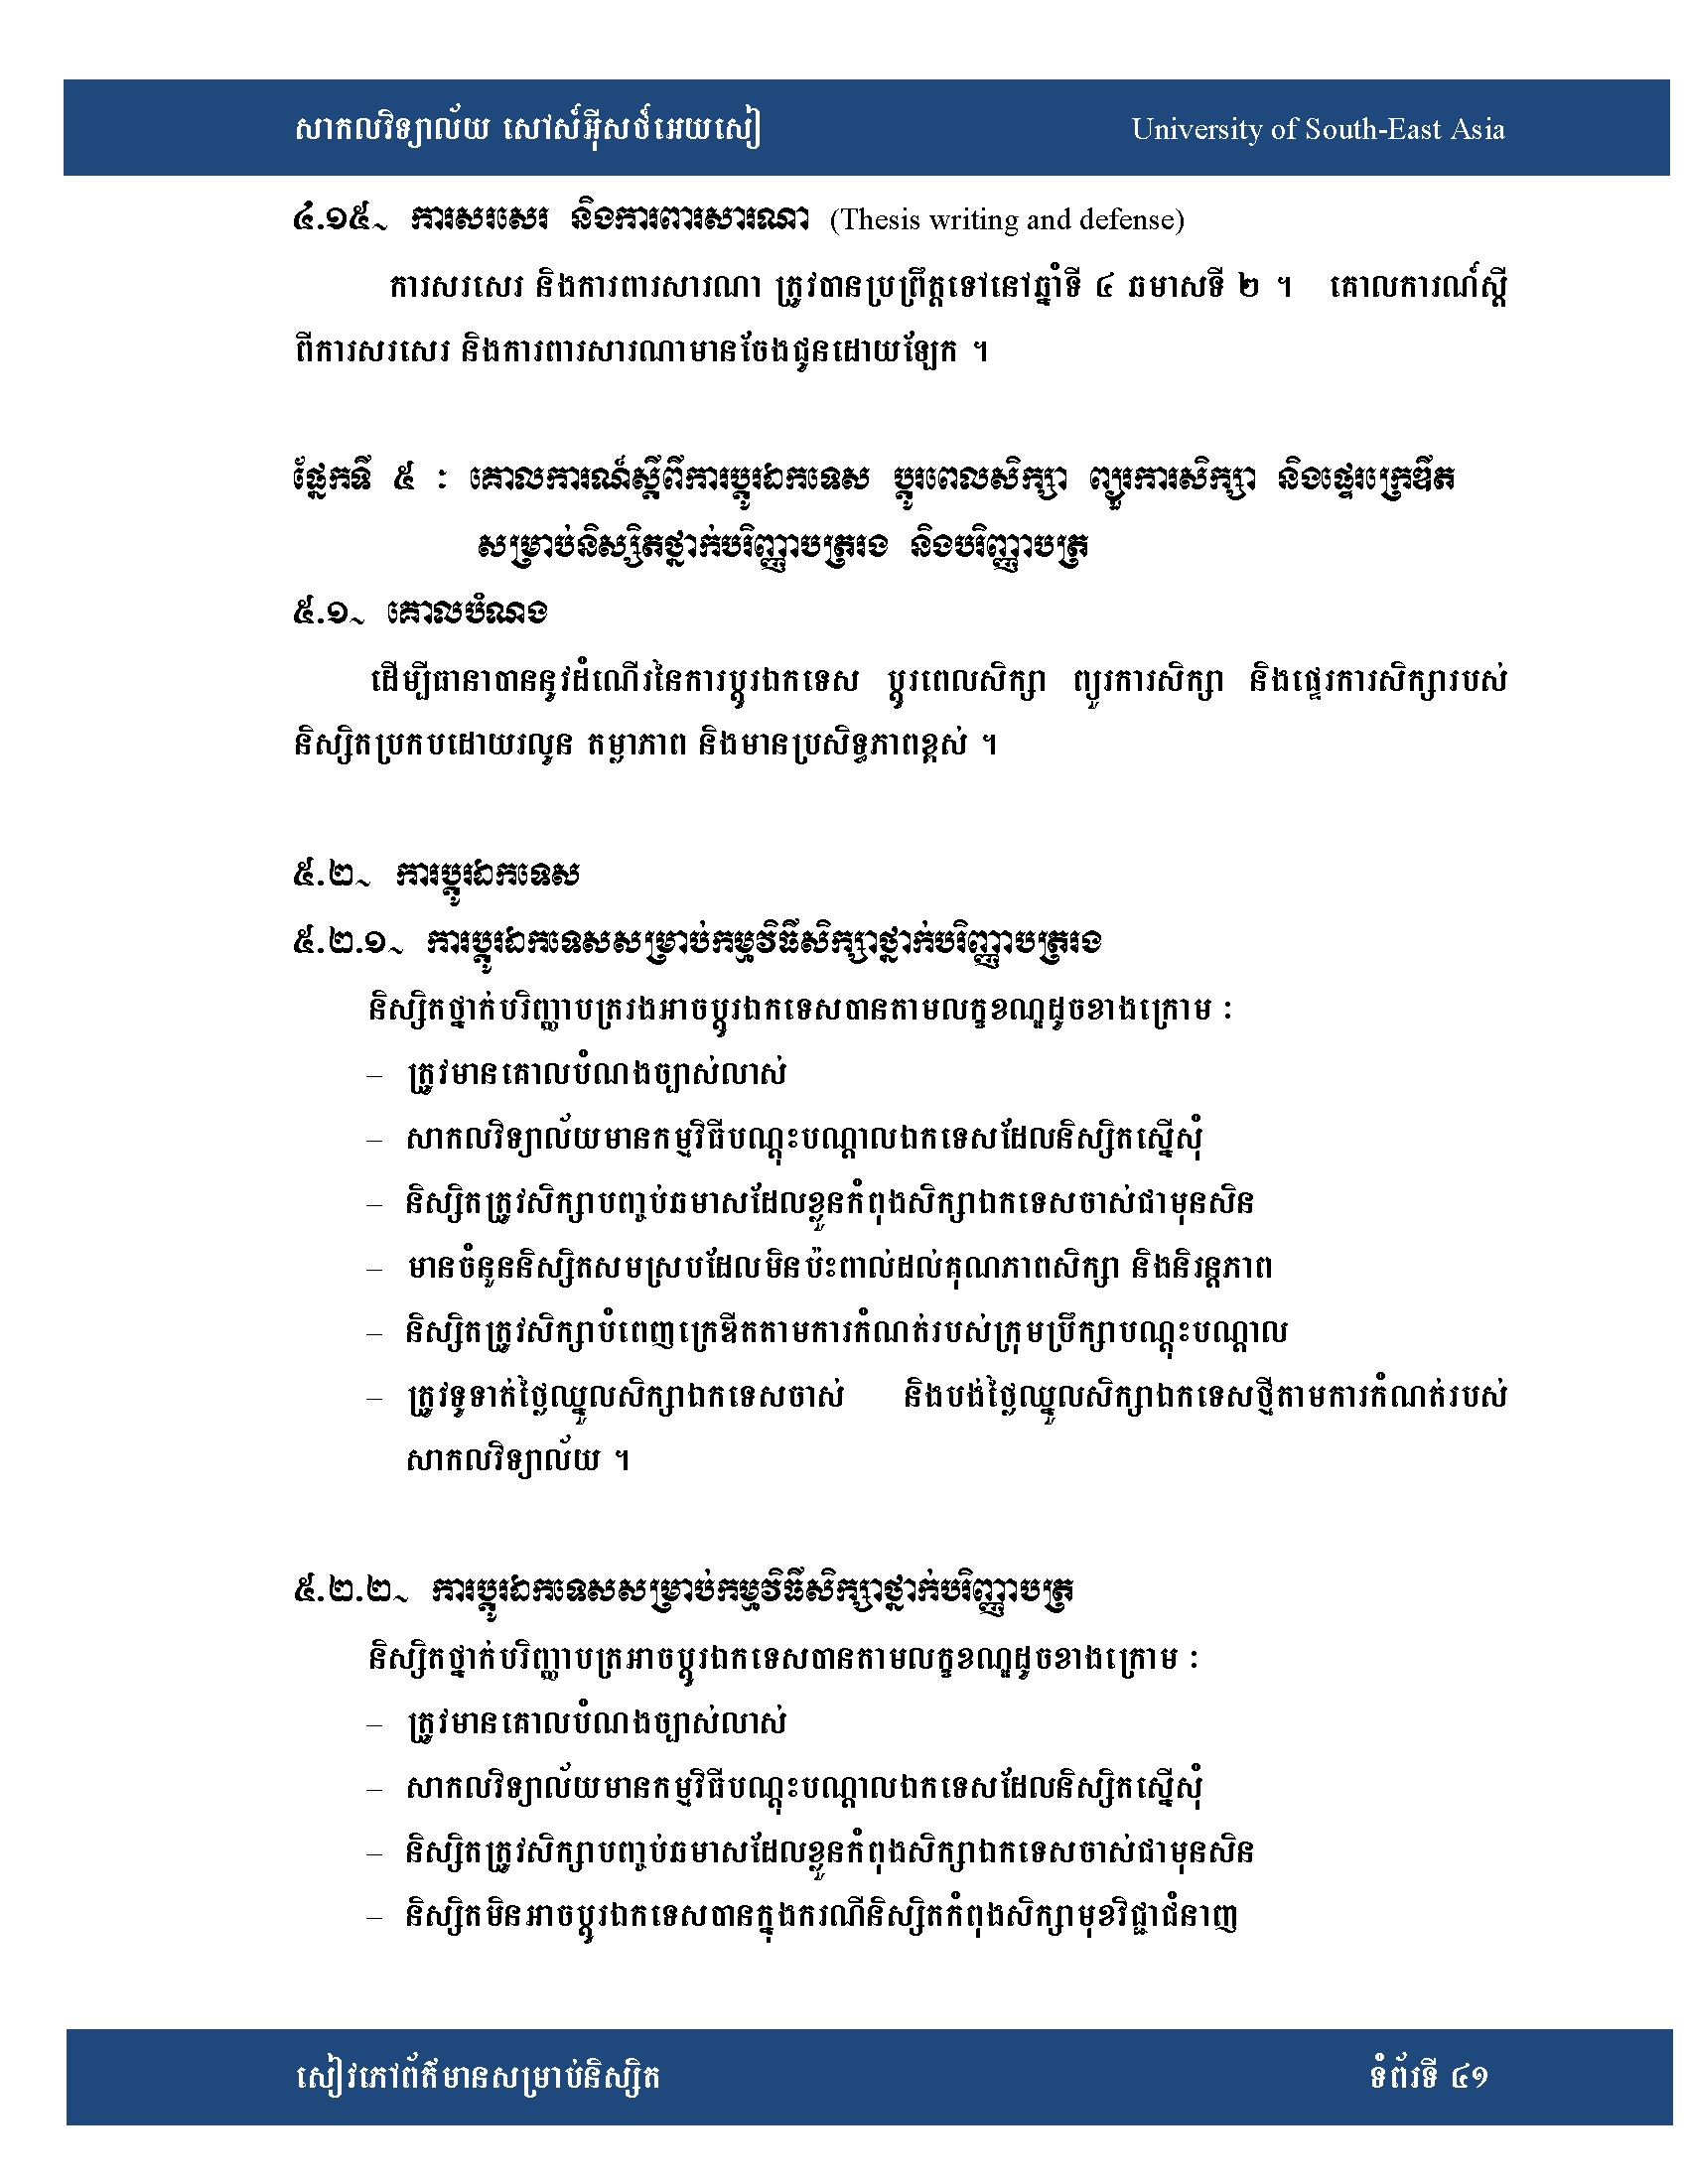 សាកលវិទ្យាល័យ សៅស៍អ៊ីសថ៍អេយសៀ University of South-East Asia
៤.១៥~ ការសរសេរ និងការពារសារណា (Thesis writing and defense)
ការសរសេរ និងការពារសារណា ត្រូវបានប្រព្រឹត្តទៅនៅឆ្នាំទី ៤ ឆមាសទី ២ ។ គោលការណ៍ស្តី
ពីការសរសេរ និងការពារសារណាមានចែងជូនដោយឡែក ។
ផ្នែកទី ៥ : គោលការណ៍ស្តីពីការប្តូរឯកទេស ប្តូរពេលសិក្សា ព្យួរការសិក្សា និងផ្ទេរក្រេឌីត
សម្រាប់និស្សិតថ្នាក់បរិញ្ញាបត្ររង និងបរិញ្ញាបត្រ
៥.១~ គោលបំណង
ដើម្បីធានាបាននូវដំណើរនៃការប្តូរឯកទេស ប្តូរពេលសិក្សា ព្យួរការសិក្សា និងផ្ទេរការសិក្សារបស់
និស្សិតប្រកបដោយរលូន តម្លាភាព និងមានប្រសិទ្ធភាពខ្ពស់ ។
៥.២~ ការប្តូរឯកទេស
៥.២.១~ ការប្តូរឯកទេសសម្រាប់កម្មវិធីសិក្សាថ្នាក់បរិញ្ញាបត្ររង
និស្សិតថ្នាក់បរិញ្ញាបត្ររងអាចប្តូរឯកទេសបានតាមលក្ខខណ្ឌដូចខាងក្រោម :
– ត្រូវមានគោលបំណងច្បាស់លាស់
– សាកលវិទ្យាល័យមានកម្មវិធីបណ្តុះបណ្តាលឯកទេសដែលនិស្សិតស្នើសុំ
– និស្សិតត្រូវសិក្សាបញ្ចប់ឆមាសដែលខ្លួនកំពុងសិក្សាឯកទេសចាស់ជាមុនសិន
– មានចំនួននិស្សិតសមស្របដែលមិនប៉ះពាល់ដល់គុណភាពសិក្សា និងនិរន្តភាព
– និស្សិតត្រូវសិក្សាបំពេញក្រេឌីតតាមការកំណត់របស់ក្រុមប្រឹក្សាបណ្តុះបណ្តាល
– ត្រូវទូទាត់ថ្លៃឈ្នួលសិក្សាឯកទេសចាស់ និងបង់ថ្លៃឈ្នួលសិក្សាឯកទេសថ្មីតាមការកំណត់របស់
សាកលវិទ្យាល័យ ។
៥.២.២~ ការប្តូរឯកទេសសម្រាប់កម្មវិធីសិក្សាថ្នាក់បរិញ្ញាបត្រ
និស្សិតថ្នាក់បរិញ្ញាបត្រអាចប្តូរឯកទេសបានតាមលក្ខខណ្ឌដូចខាងក្រោម :
– ត្រូវមានគោលបំណងច្បាស់លាស់
– សាកលវិទ្យាល័យមានកម្មវិធីបណ្តុះបណ្តាលឯកទេសដែលនិស្សិតស្នើសុំ
– និស្សិតត្រូវសិក្សាបញ្ចប់ឆមាសដែលខ្លួនកំពុងសិក្សាឯកទេសចាស់ជាមុនសិន
– និស្សិតមិនអាចប្តូរឯកទេសបានក្នុងករណីនិស្សិតកំពុងសិក្សាមុខវិជ្ជាជំនាញ
សៀវភៅព័ត៌មានសម្រាប់និស្សិត ទំព័រទី ៤១